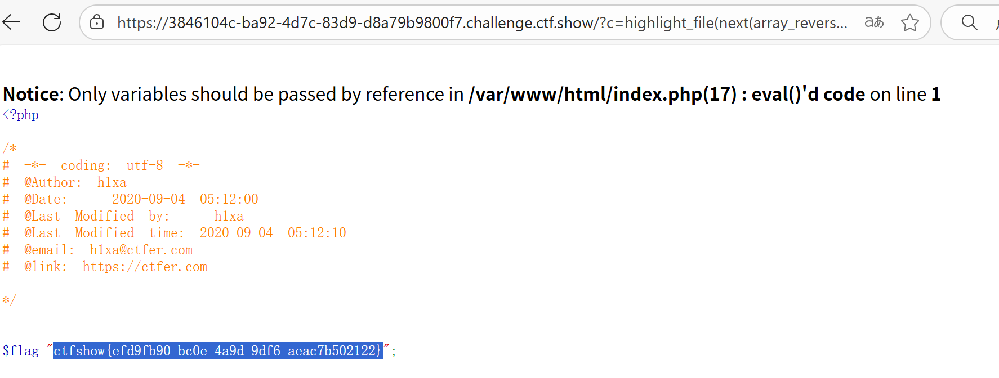 https://3846104c-ba92-4d7c-83d9-d8a79b9800f7.challenge.ctf.show/?c=highlight_file(next(array_revers... aあ
Notice: Only variables should be passed by reference in /var/www/html/index.php(17) : eval()'d code on line 1
<?php
/*
# -*- coding: utf-8 -*-
# @Author: h1xa
# @Date: 2020-09-04 05:12:00
# @Last Modified by: h1xa
# @Last Modified time: 2020-09-04 05:12:10
# @email: h1xa@ctfer.com
# @link: https://ctfer.com
*/
$flag="ctfshow{efd9fb90-bc0e-4a9d-9df6-aeac7b502122}";